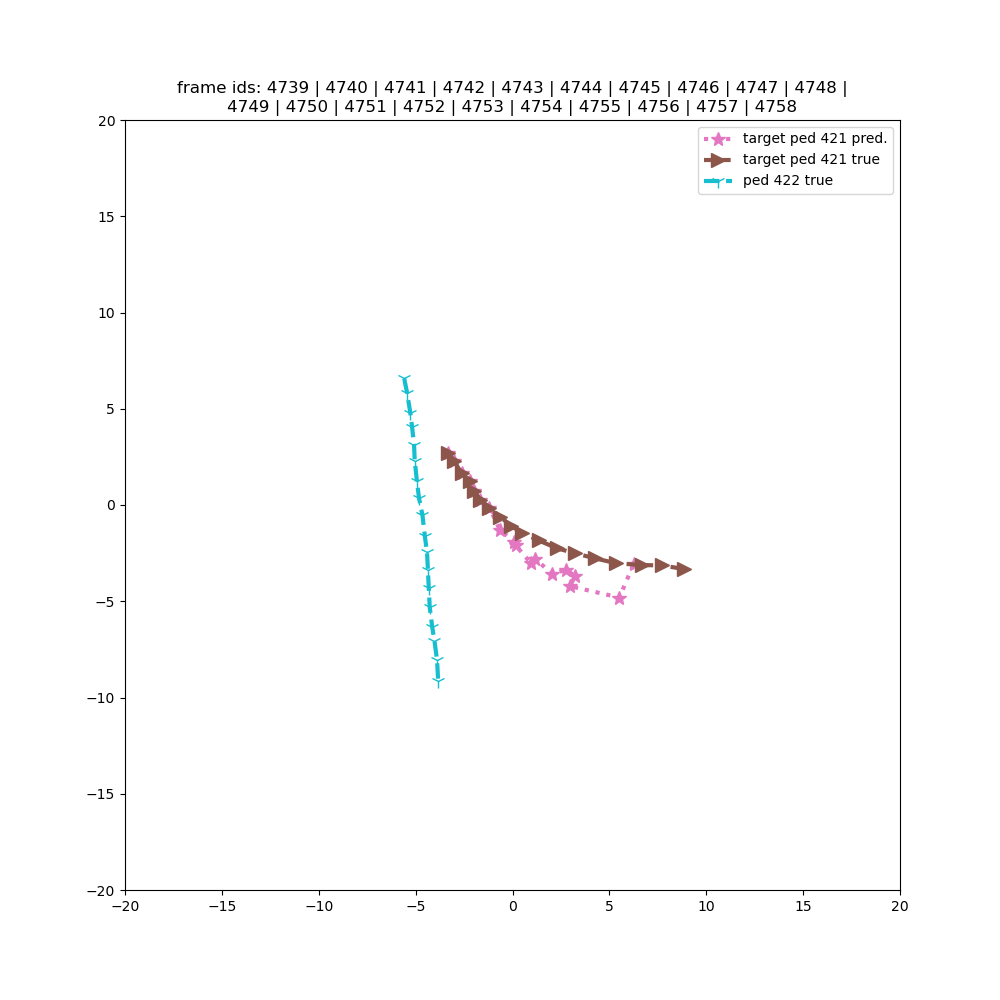 frame ids: 4739 | 4740 | 4741 | 4742 | 4743 | 4744 | 4745 | 4746 | 4747 | 4748 |
4749 | 4750 | 4751 | 4752 | 4753 | 4754 | 4755 | 4756 | 4757 | 4758
target ped 421 pred.
target ped 421 true
ped 422 true
20
15
10
5
0
−5
−10
−15
−20
−20 −15 −10 −5 0 5 10 15 20